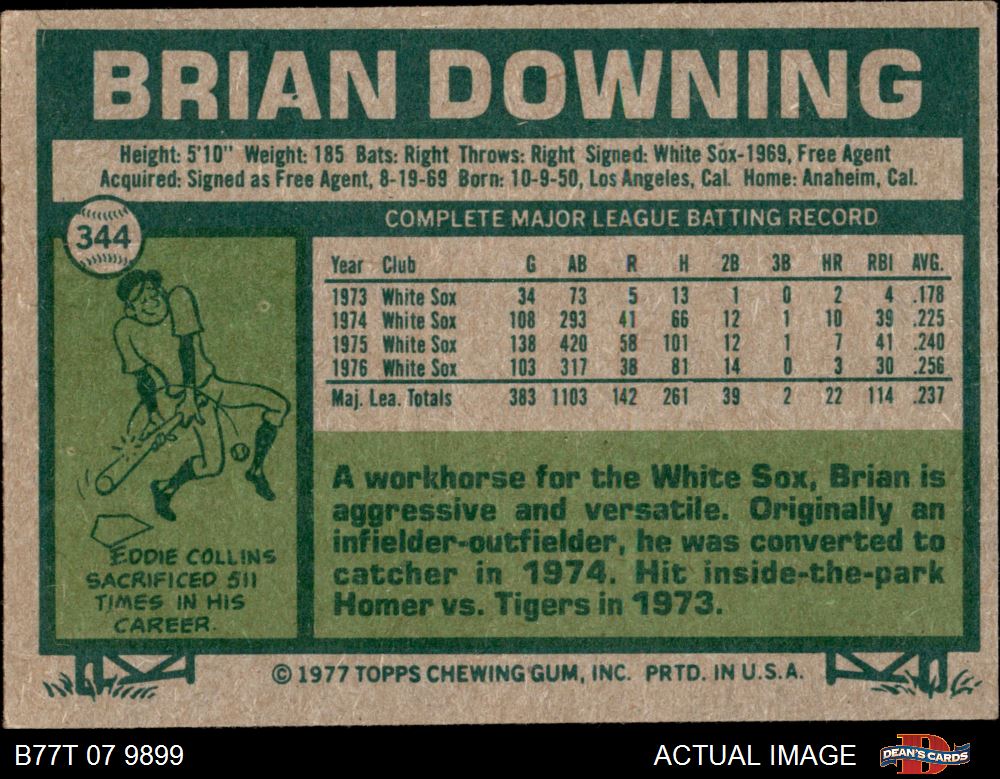 BRIAN DOWNING
Height: 5'10" Weight: 185 Bats: Right Throws: Right Signed: White Sox-1969, Free Agent
Acquired: Signed as Free Agent, 8-19-69 Born: 10-9-50, Los Angeles, Cal. Home: Anaheim, Cal.
344
COMPLETE MAJOR LEAGUE BATTING RECORD
Year Club G AB R H 2B 3B HR RBI AVG.
1973 White Sox 34 73 5 13 1 0 2 4 .178
1974 White Sox 108 293 41 66 12 1 10 39 .225
1975 White Sox 138 420 58 101 12 1 7 41 .240
1976 White Sox 103 317 38 81 14 0 3 30 .256
Maj. Lea. Totals 383 1103 142 261 39 2 22 114 .237
EDDIE COLLINS
SACRIFICED 511
TIMES IN HIS
CAREER.
A workhorse for the White Sox, Brian is
aggressive and versatile. Originally an
infielder-outfielder, he was converted to
catcher in 1974. Hit inside-the-park
Homer vs. Tigers in 1973.
© 1977 TOPPS CHEWING GUM, INC. PRTD. IN U.S.A.
B77T 07 9899
ACTUAL IMAGE
D
DEAN'S CARDS